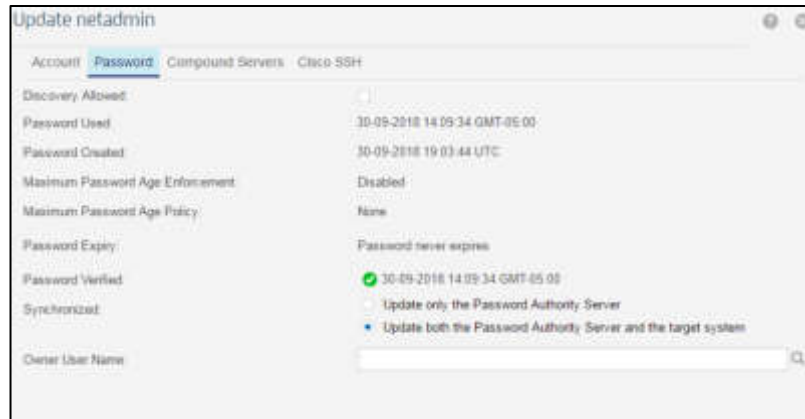 Update netadmin
Account Password Compound Servers Cisco SSH
Discovery Allowed:
Password Used: 30-09-2018 14:09:34 GMT-05:00
Password Created: 30-09-2018 19:03:44 UTC
Maximum Password Age Enforcement: Disabled
Maximum Password Age Policy: None
Password Expiry: Password never expires
Password Verified: 30-09-2018 14:09:34 GMT-05:00
Synchronized: Update only the Password Authority Server
Update both the Password Authority Server and the target system
Owner User Name: